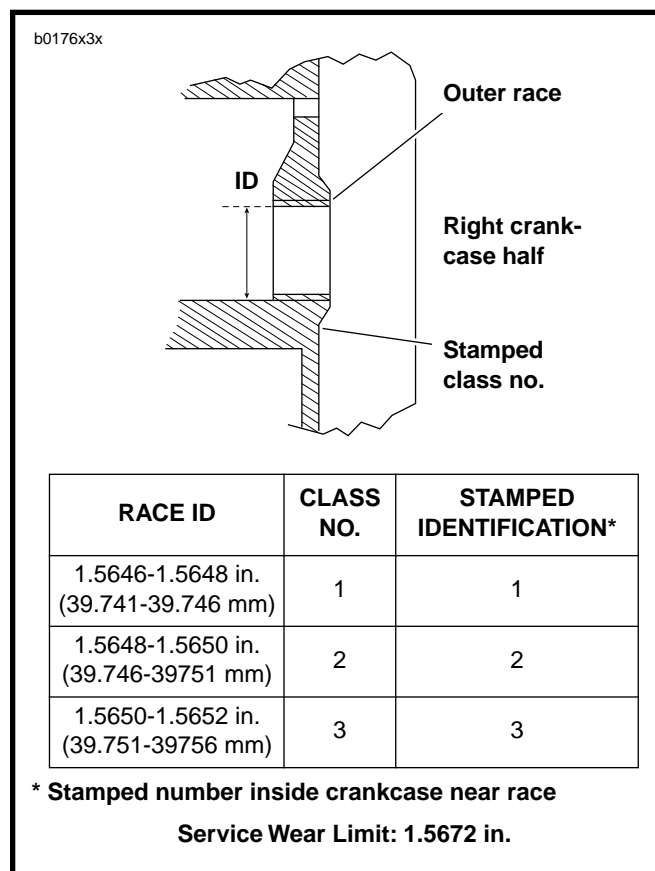 b0176x3x
Outer race
ID
Right crank-
case half
Stamped
class no.
RACE ID
CLASS
NO.
STAMPED
IDENTIFICATION*
1.5646-1.5648 in.
(39.741-39.746 mm)
1
1
1.5648-1.5650 in.
(39.746-39751 mm)
2
2
1.5650-1.5652 in.
(39.751-39756 mm)
3
3
* Stamped number inside crankcase near race
Service Wear Limit: 1.5672 in.